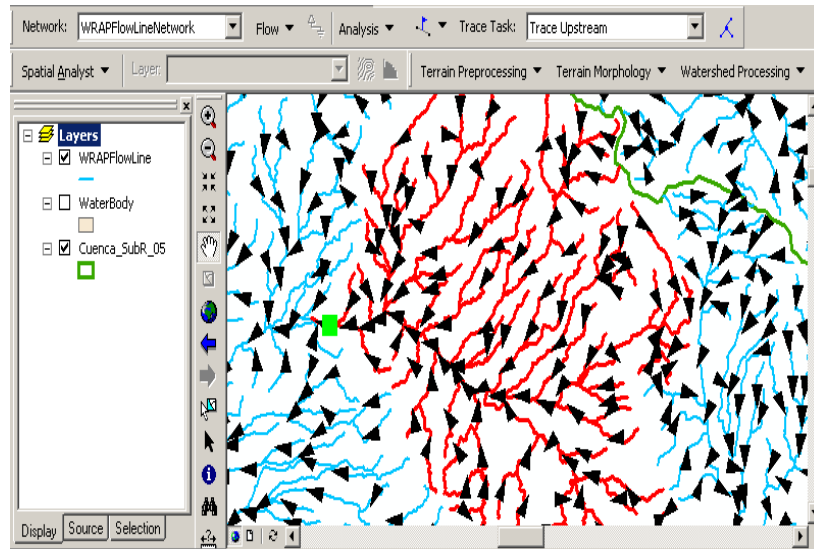 Network: WRAPFlowLineNetwork Flow Analysis Trace Task: Trace Upstream
Spatial Analyst Layer: Terrain Preprocessing Terrain Morphology Watershed Processing
Layers
WRAPFlowLine
WaterBody
Cuenca_SubR_05
Display Source Selection